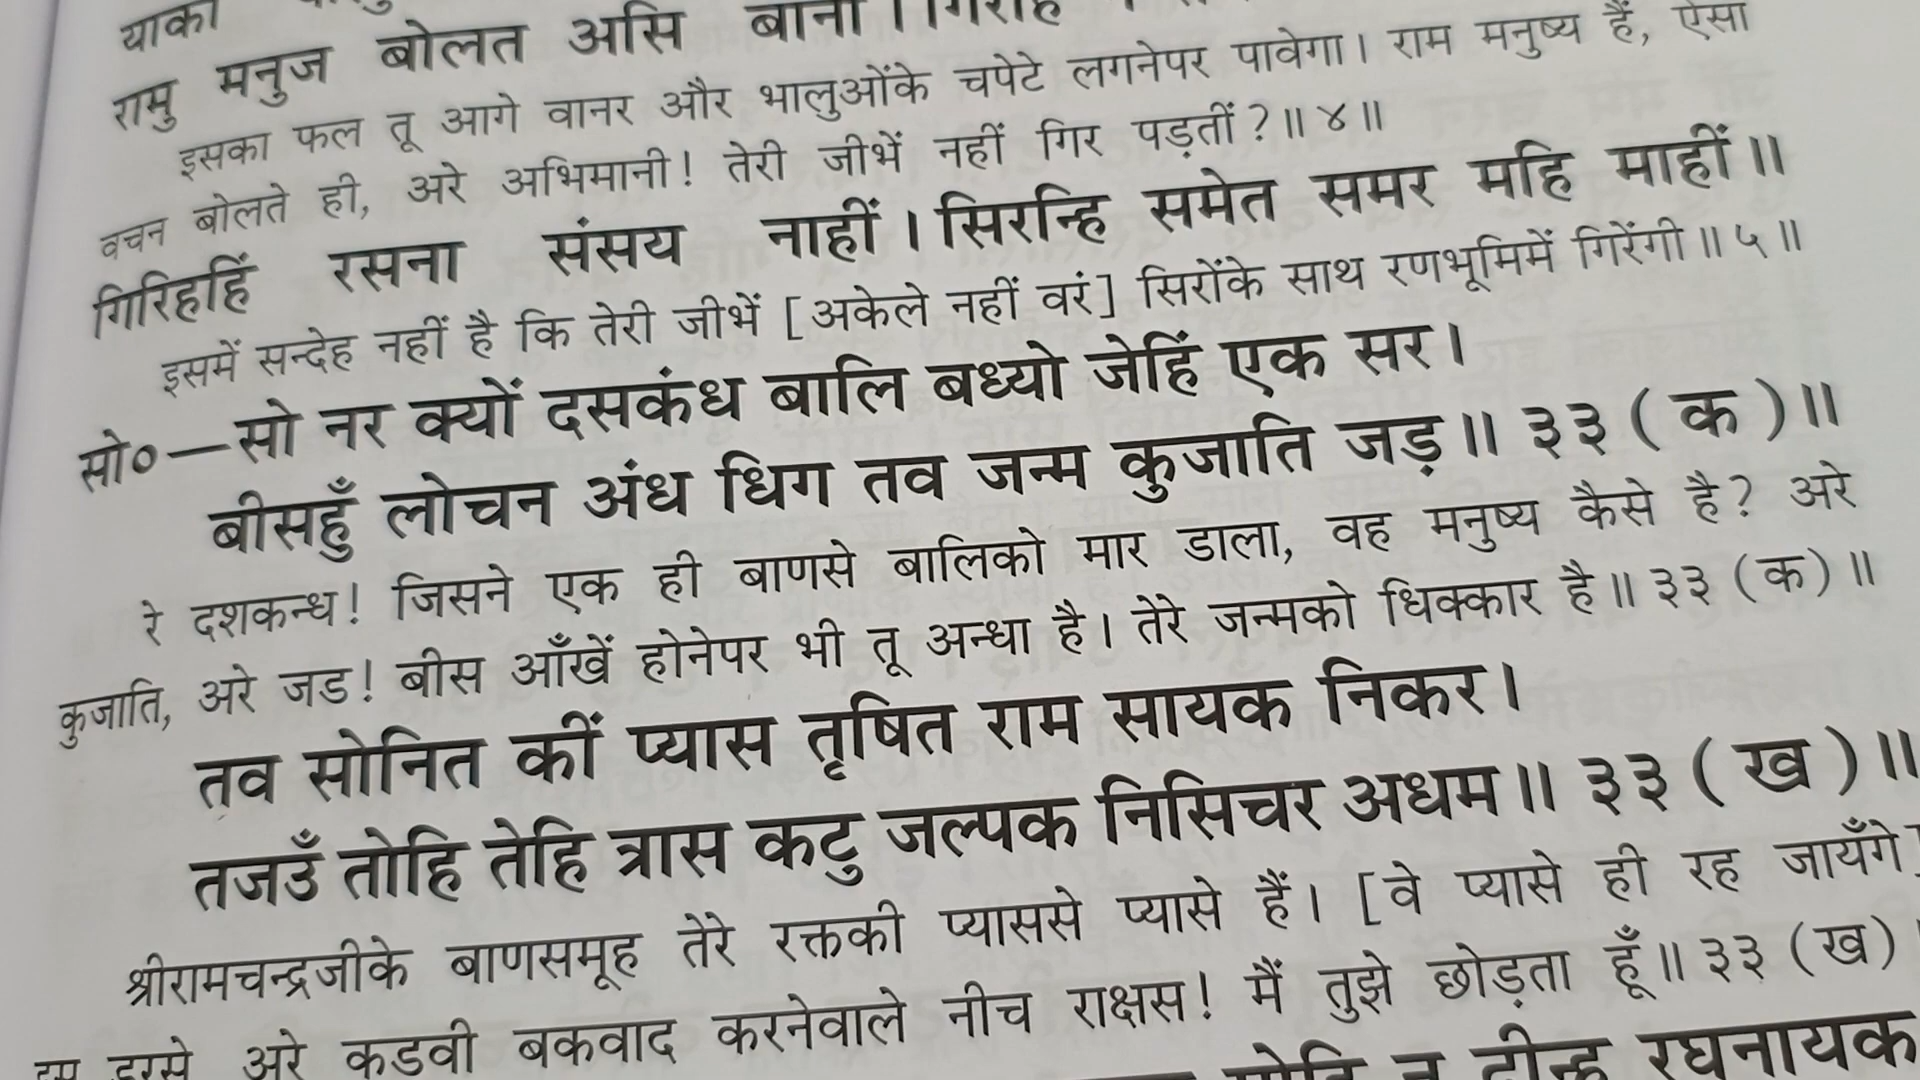 याका
रामु मनुज बोलत असि बानी।
इसका फल तू आगे वानर और भालुओंके चपेटे लगनेपर पावेगा। राम मनुष्य हैं, ऐसा
वचन बोलते ही, अरे अभिमानी! तेरी जीभें नहीं गिर पड़तीं?॥ ४॥
गिरिहहिं रसना संसय नाहीं। सिरन्हि समेत समर महि माहीं॥
इसमें सन्देह नहीं है कि तेरी जीभें [अकेले नहीं वरं] सिरोंके साथ रणभूमिमें गिरेंगी॥ ५॥
सो०—सो नर क्यों दसकंध बालि बध्यो जेहिं एक सर।
बीसहुँ लोचन अंध धिग तव जन्म कुजाति जड़॥ ३३ ( क )॥
रे दशकन्ध! जिसने एक ही बाणसे बालिको मार डाला, वह मनुष्य कैसे है? अरे
कुजाति, अरे जड! बीस आँखें होनेपर भी तू अन्धा है। तेरे जन्मको धिक्कार है॥ ३३ (क)॥
तव सोनित कीं प्यास तृषित राम सायक निकर।
तजउँ तोहि तेहि त्रास कटु जल्पक निसिचर अधम॥ ३३ ( ख )॥
श्रीरामचन्द्रजीके बाणसमूह तेरे रक्तकी प्याससे प्यासे हैं। [वे प्यासे ही रह जायँगे]
इस डरसे, अरे कडवी बकवाद करनेवाले नीच राक्षस! मैं तुझे छोड़ता हूँ॥ ३३ (ख)
न दीन्ह रघुनायक